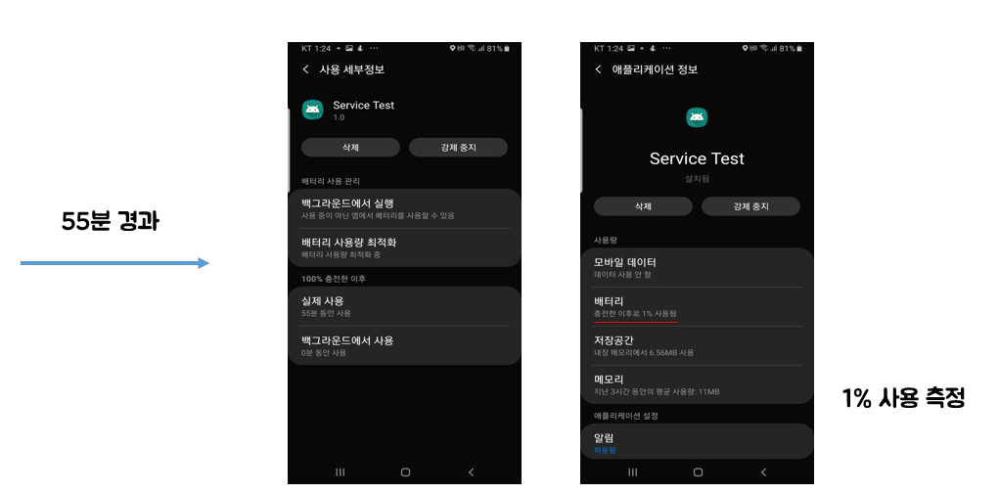 55분 경과
KT 1:24
81%
사용 세부정보
Service Test
1.0
삭제
강제 중지
배터리 사용 관리
백그라운드에서 실행
사용 중이 아닌 앱에서 배터리를 사용할 수 있음
배터리 사용량 최적화
배터리 사용량 최적화 중
100% 충전한 이후
실제 사용
55분 동안 사용
백그라운드에서 사용
0분 동안 사용
KT 1:24
81%
애플리케이션 정보
Service Test
설치됨
삭제
강제 중지
사용량
모바일 데이터
데이터 사용 안 함
배터리
충전한 이후로 1% 사용됨
저장공간
내장 메모리에서 6.56MB 사용
메모리
지난 3시간 동안의 평균 사용량: 11MB
애플리케이션 설정
알림
허용됨
1% 사용 측정